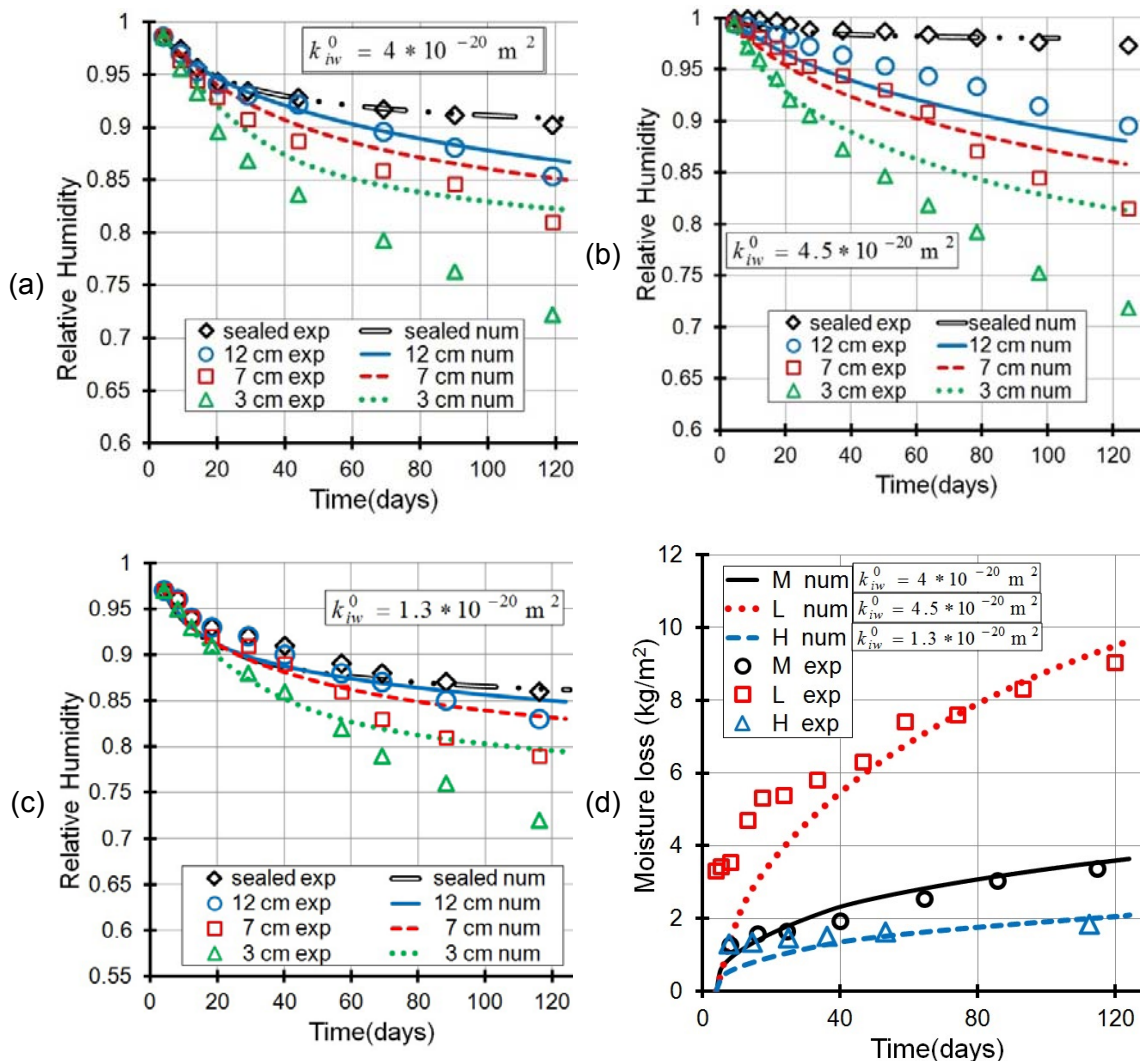 (a)
Relative Humidity
1
0.95
0.9
0.85
0.8
0.75
0.7
0.65
0.6
k⁰iw = 4 * 10⁻²⁰ m²
sealed exp
sealed num
12 cm exp
12 cm num
7 cm exp
7 cm num
3 cm exp
3 cm num
0 20 40 60 80 100 120
Time(days)
(b)
Relative Humidity
1
0.95
0.9
0.85
0.8
0.75
0.7
0.65
0.6
k⁰iw = 4.5 * 10⁻²⁰ m²
sealed exp
sealed num
12 cm exp
12 cm num
7 cm exp
7 cm num
3 cm exp
3 cm num
0 20 40 60 80 100 120
Time(days)
(c)
Relative Humidity
1
0.95
0.9
0.85
0.8
0.75
0.7
0.65
0.6
0.55
k⁰iw = 1.3 * 10⁻²⁰ m²
sealed exp
sealed num
12 cm exp
12 cm num
7 cm exp
7 cm num
3 cm exp
3 cm num
0 20 40 60 80 100 120
Time(days)
(d)
Moisture loss (kg/m²)
12
10
8
6
4
2
0
M num k⁰iw = 4 * 10⁻²⁰ m²
L num k⁰iw = 4.5 * 10⁻²⁰ m²
H num k⁰iw = 1.3 * 10⁻²⁰ m²
M exp
L exp
H exp
0 40 80 120
Time(days)